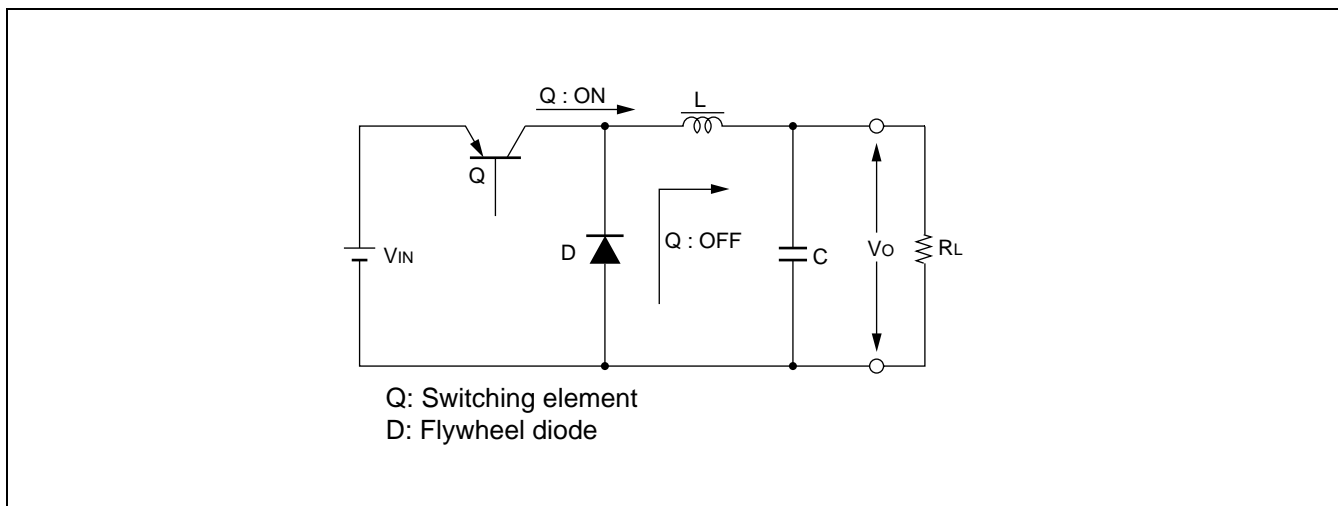 Q : ON
L
Q
VIN
D
Q : OFF
C
VO
RL
Q: Switching element
D: Flywheel diode